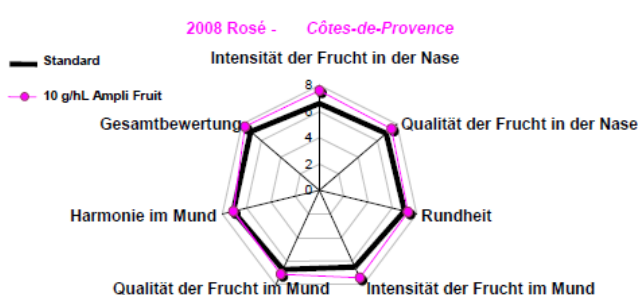 2008 Rosé - Côtes-de-Provence
Standard
10 g/hL Ampli Fruit
Intensität der Frucht in der Nase
8
6
4
2
0
Gesamtbewertung
Qualität der Frucht in der Nase
Harmonie im Mund
Rundheit
Qualität der Frucht im Mund
Intensität der Frucht im Mund